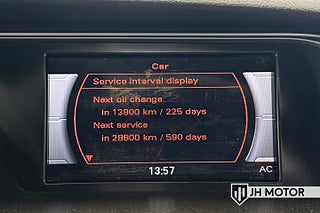 Car
Service interval display
Next oil change
in 13800 km / 225 days
Next service
in 28800 km / 590 days
13:57
AC
JH MOTOR